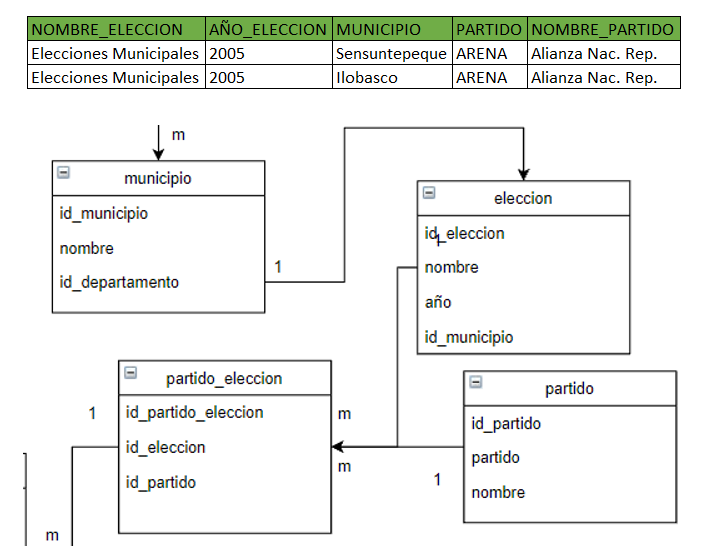 NOMBRE_ELECCION AÑO_ELECCION MUNICIPIO PARTIDO NOMBRE_PARTIDO
Elecciones Municipales 2005 Sensuntepeque ARENA Alianza Nac. Rep.
Elecciones Municipales 2005 Ilobasco ARENA Alianza Nac. Rep.
m
municipio
id_municipio
nombre
id_departamento
1
eleccion
id_eleccion
nombre
año
id_municipio
partido_eleccion
id_partido_eleccion
id_eleccion
id_partido
1
m
m
m
1
partido
id_partido
partido
nombre